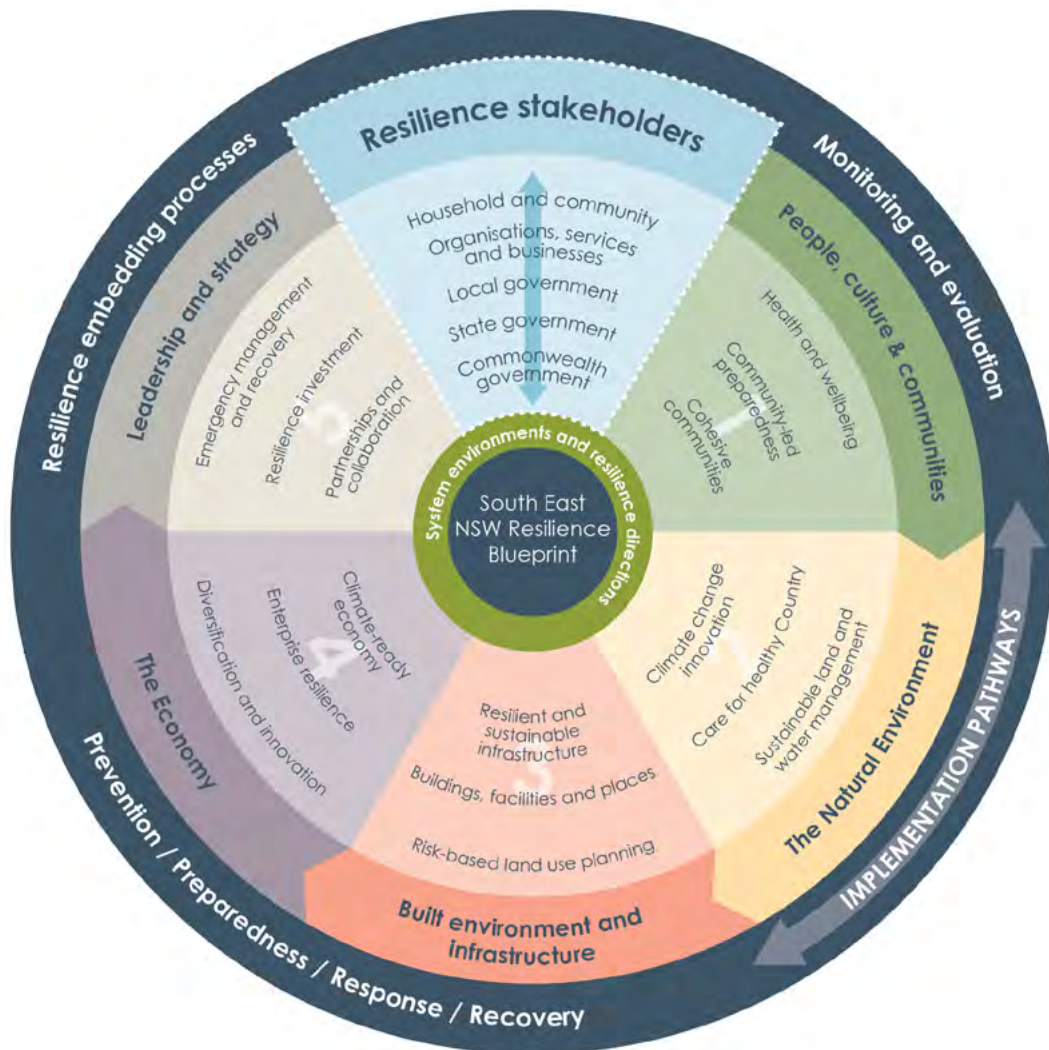 Resilience stakeholders
Household and community
Organisations, services
and businesses
Local government
State government
Commonwealth
government
Monitoring and evaluation
People, culture & communities
1
Health and wellbeing
Community-led
preparedness
Cohesive
communities
IMPLEMENTATION PATHWAYS
The Natural Environment
2
Climate change
innovation
Care for healthy Country
Sustainable land and
water management
Built environment and
infrastructure
3
Resilient and
sustainable
infrastructure
Buildings, facilities and places
Risk-based land use planning
Prevention / Preparedness / Response / Recovery
The Economy
4
Climate-ready
economy
Enterprise resilience
Diversification and innovation
Resilience embedding processes
Leadership and strategy
5
Emergency management
and recovery
Resilience investment
Partnerships and
collaboration
System environments and resilience directions
South East
NSW Resilience
Blueprint